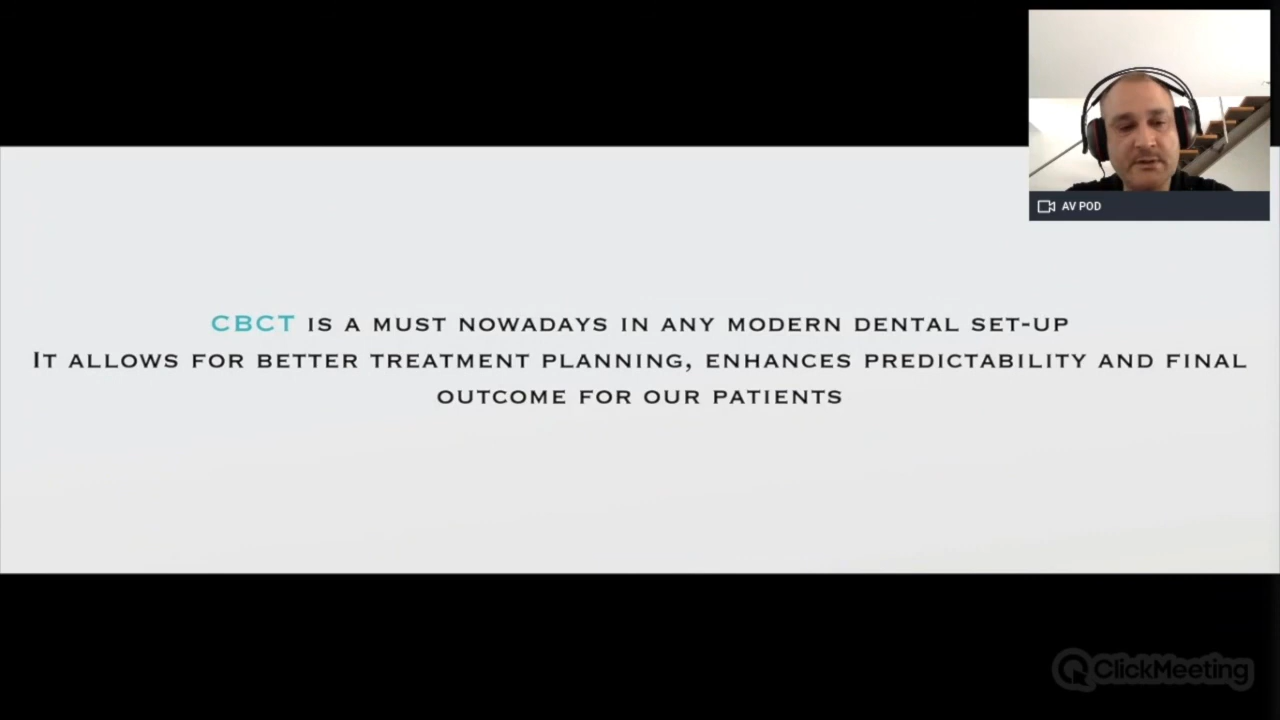 AV POD
CBCT IS A MUST NOWADAYS IN ANY MODERN DENTAL SET-UP
IT ALLOWS FOR BETTER TREATMENT PLANNING, ENHANCES PREDICTABILITY AND FINAL
OUTCOME FOR OUR PATIENTS
ClickMeeting